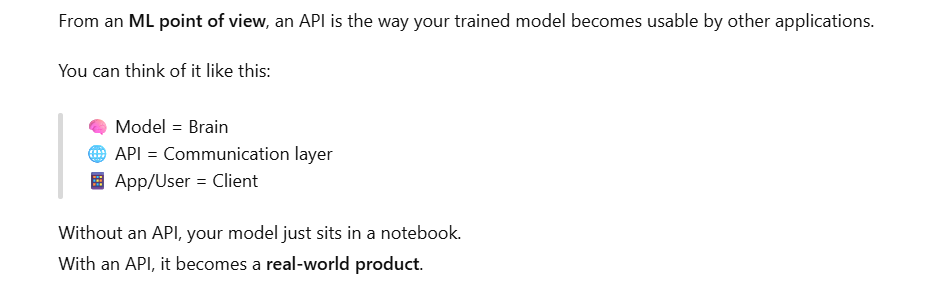 From an ML point of view, an API is the way your trained model becomes usable by other applications.
You can think of it like this:
🧠 Model = Brain
🌐 API = Communication layer
📱 App/User = Client
Without an API, your model just sits in a notebook.
With an API, it becomes a real-world product.